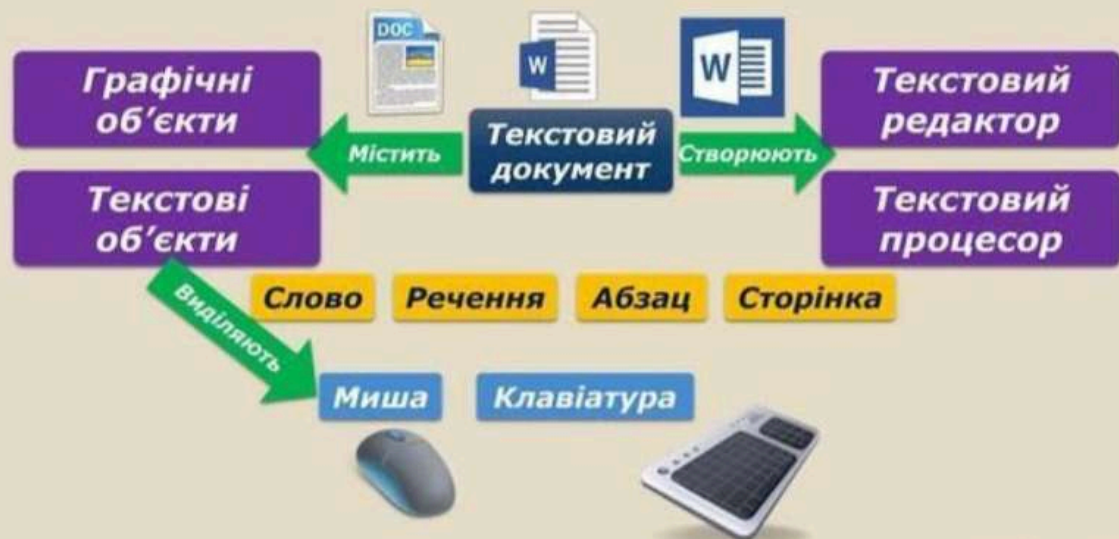 DOC
W
W
Графічні
об’єкти
Містить
Текстовий
документ
Створюють
Текстовий
редактор
Текстові
об’єкти
Текстовий
процесор
Виділяють
Слово
Речення
Абзац
Сторінка
Миша
Клавіатура